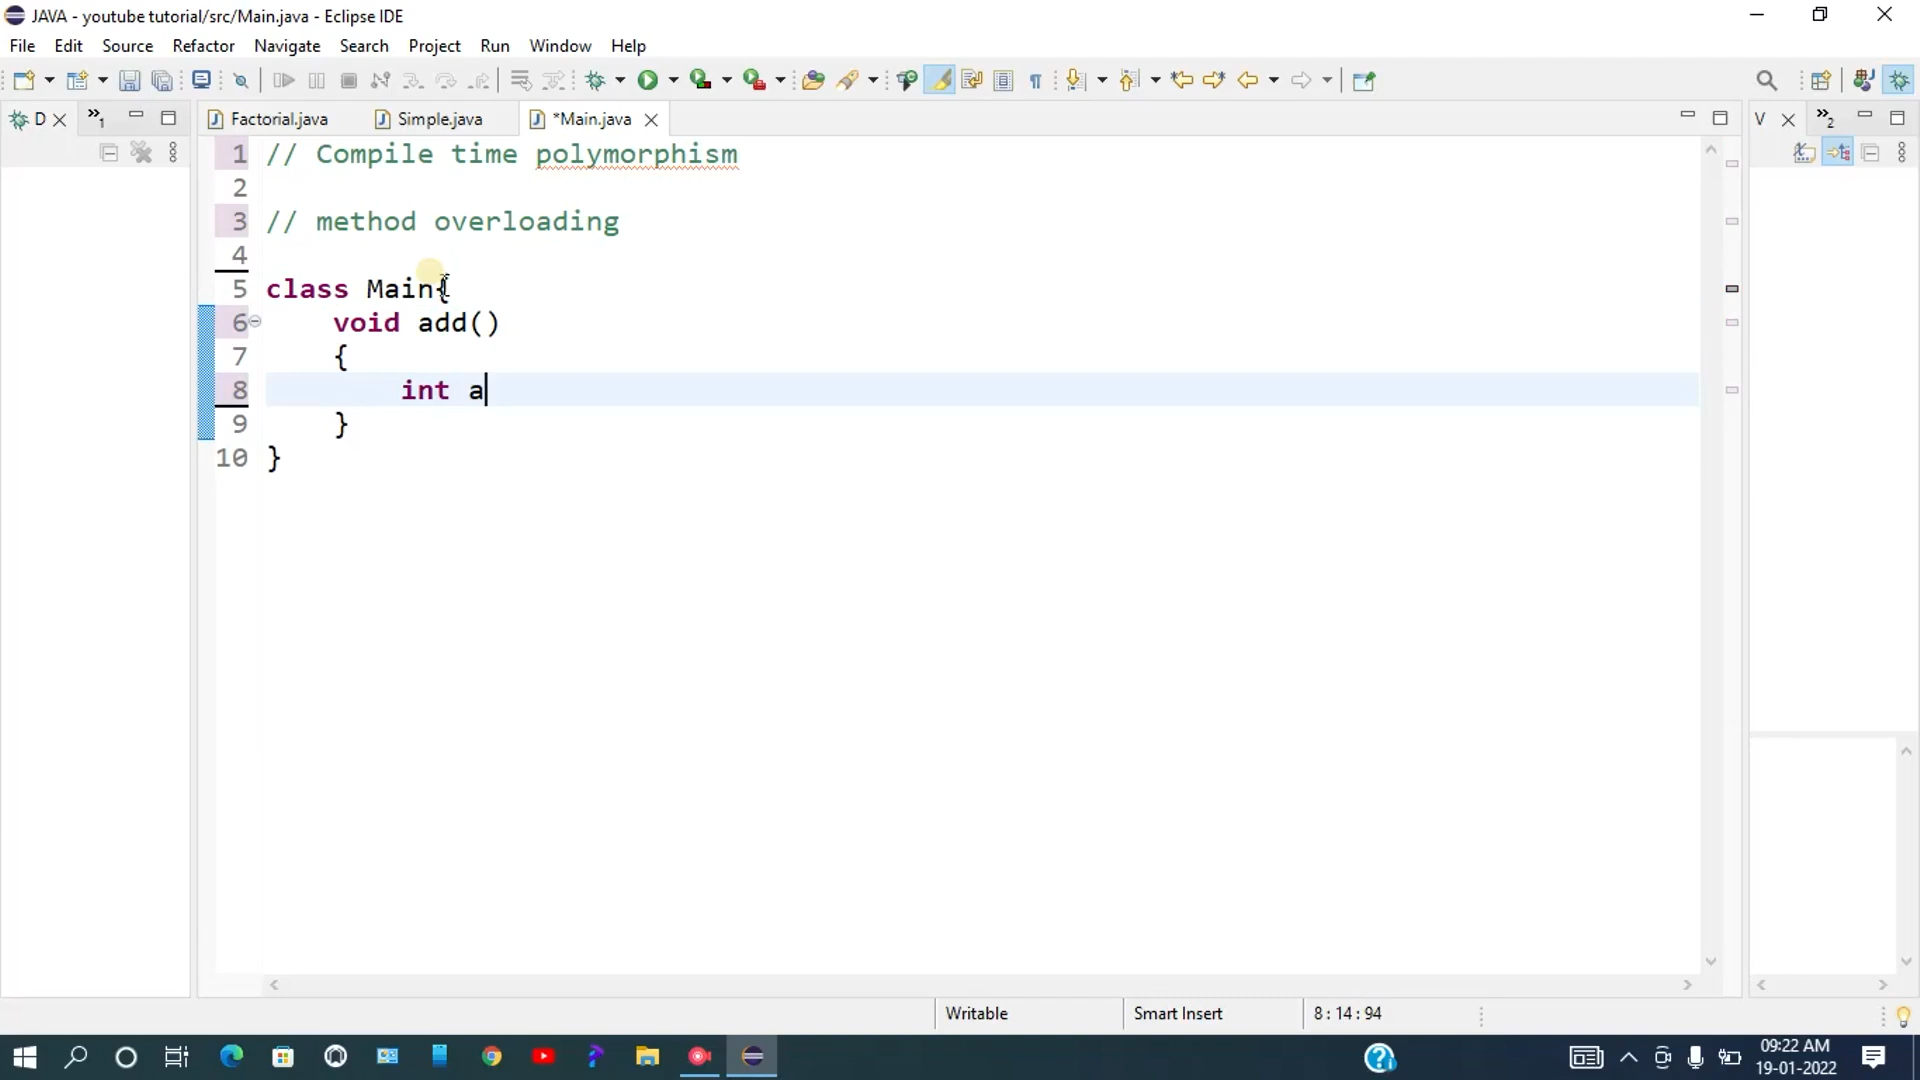 JAVA - youtube tutorial/src/Main.java - Eclipse IDE
File Edit Source Refactor Navigate Search Project Run Window Help
D
»1
Factorial.java
Simple.java
*Main.java
V
»2
1 // Compile time polymorphism
2
3 // method overloading
4
5 class Main{
6 void add()
7 {
8 int a
9 }
10 }
Writable
Smart Insert
8 : 14 : 94
09:22 AM
19-01-2022